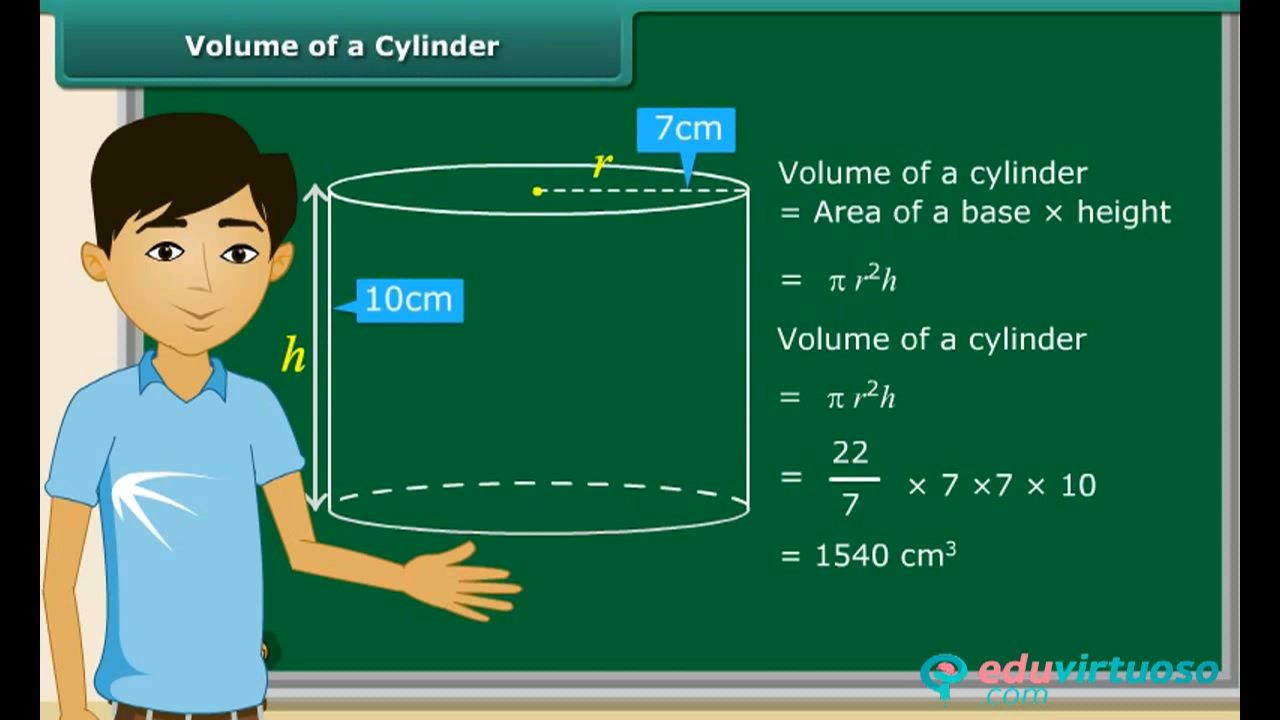 Volume of a Cylinder
7cm
r
10cm
h
Volume of a cylinder
= Area of a base × height
= π r²h
Volume of a cylinder
= π r²h
= 22/7 × 7 ×7 × 10
= 1540 cm³
eduvirtuoso
.com